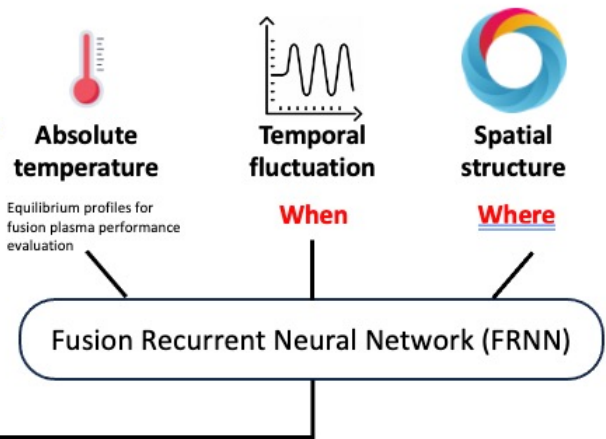 Absolute
temperature
Temporal
fluctuation
Spatial
structure
Equilibrium profiles for
fusion plasma performance
evaluation
When
Where
Fusion Recurrent Neural Network (FRNN)